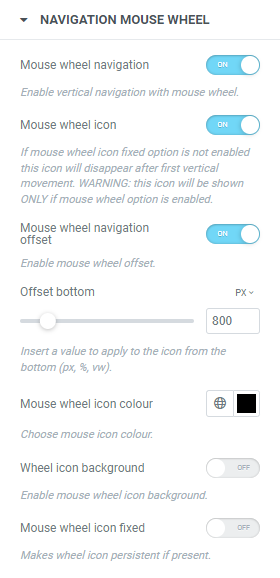 NAVIGATION MOUSE WHEEL
Mouse wheel navigation ON
Enable vertical navigation with mouse wheel.
Mouse wheel icon ON
If mouse wheel icon fixed option is not enabled
this icon will disappear after first vertical
movement. WARNING: this icon will be shown
ONLY if mouse wheel option is enabled.
Mouse wheel navigation
offset ON
Enable mouse wheel offset.
Offset bottom PX
800
Insert a value to apply to the icon from the
bottom (px, %, vw).
Mouse wheel icon colour
Choose mouse icon colour.
Wheel icon background OFF
Enable mouse wheel icon background.
Mouse wheel icon fixed OFF
Makes wheel icon persistent if present.